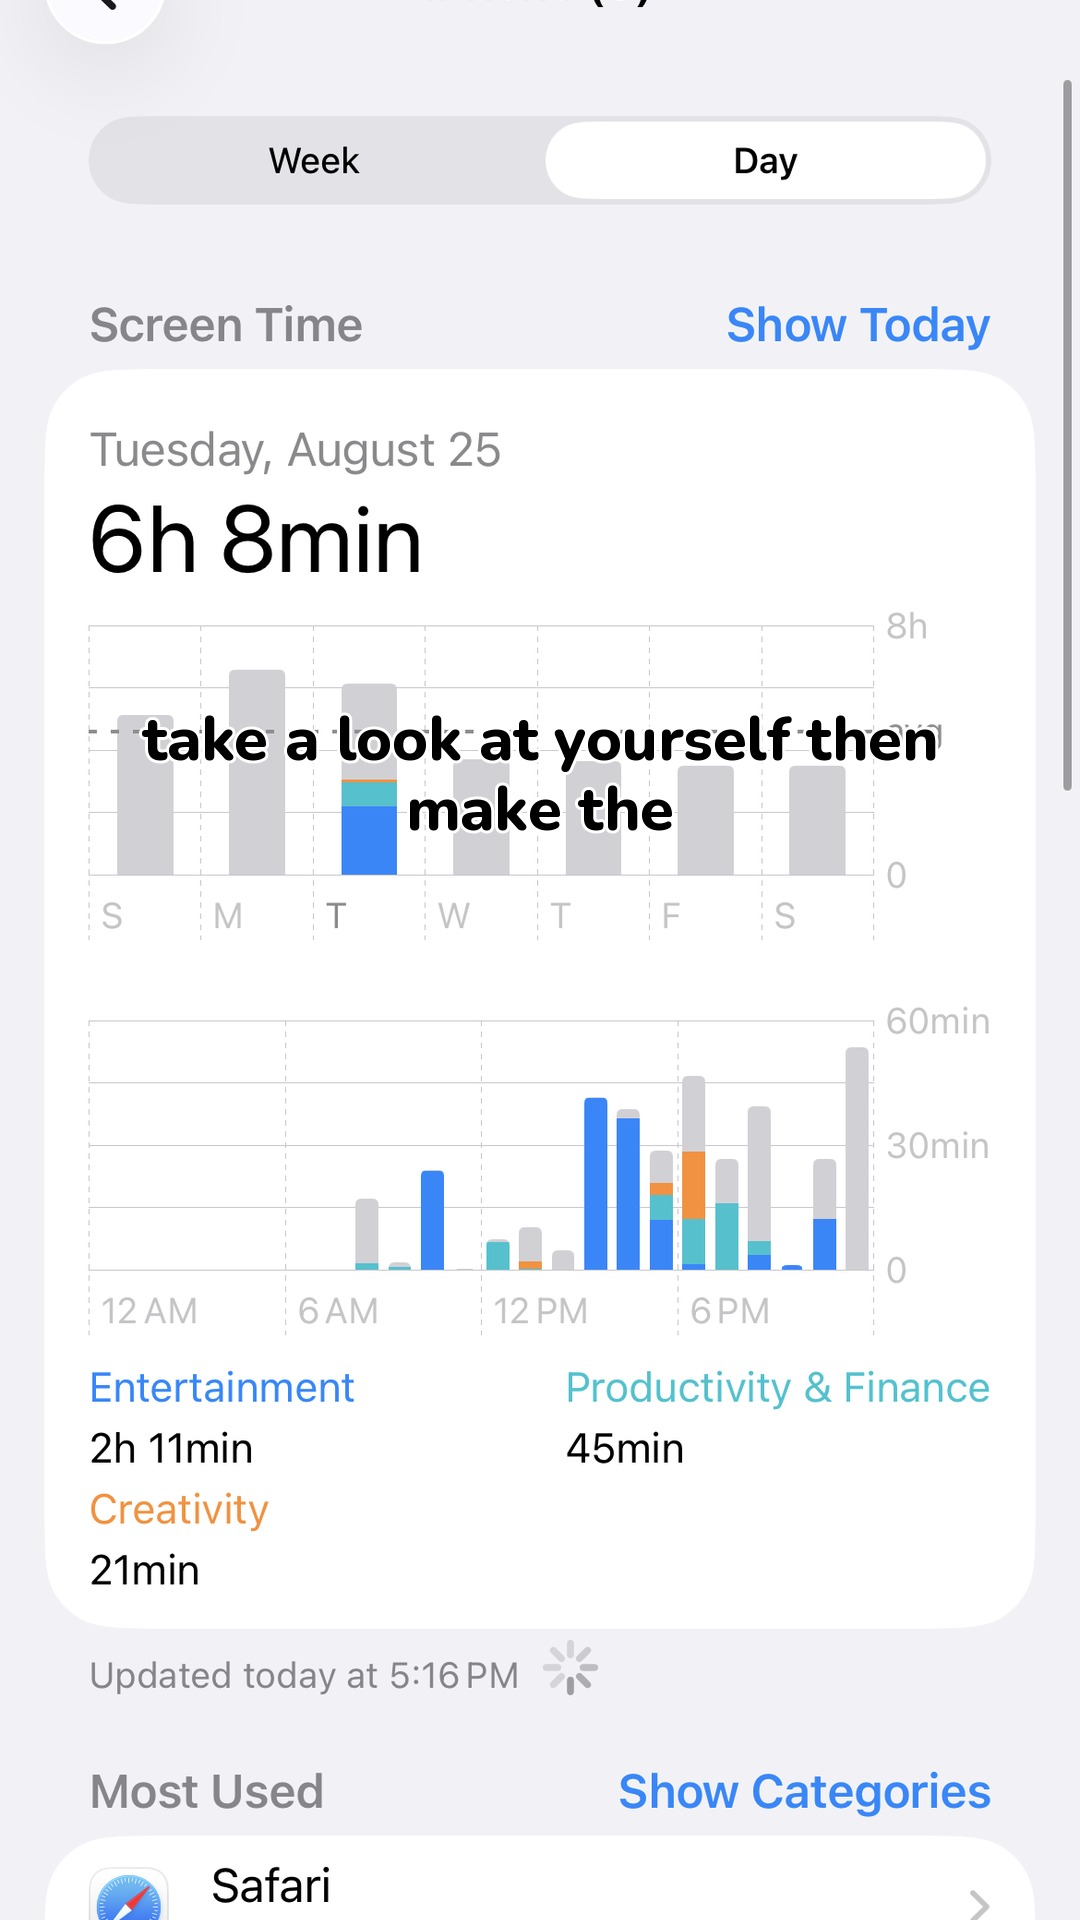 Week
Day
Screen Time
Show Today
Tuesday, August 25
6h 8min
8h
take a look at yourself then
make the
0
S
M
T
W
T
F
S
60min
30min
0
12 AM
6 AM
12 PM
6 PM
Entertainment
Productivity & Finance
2h 11min
45min
Creativity
21min
Updated today at 5:16 PM
Most Used
Show Categories
Safari